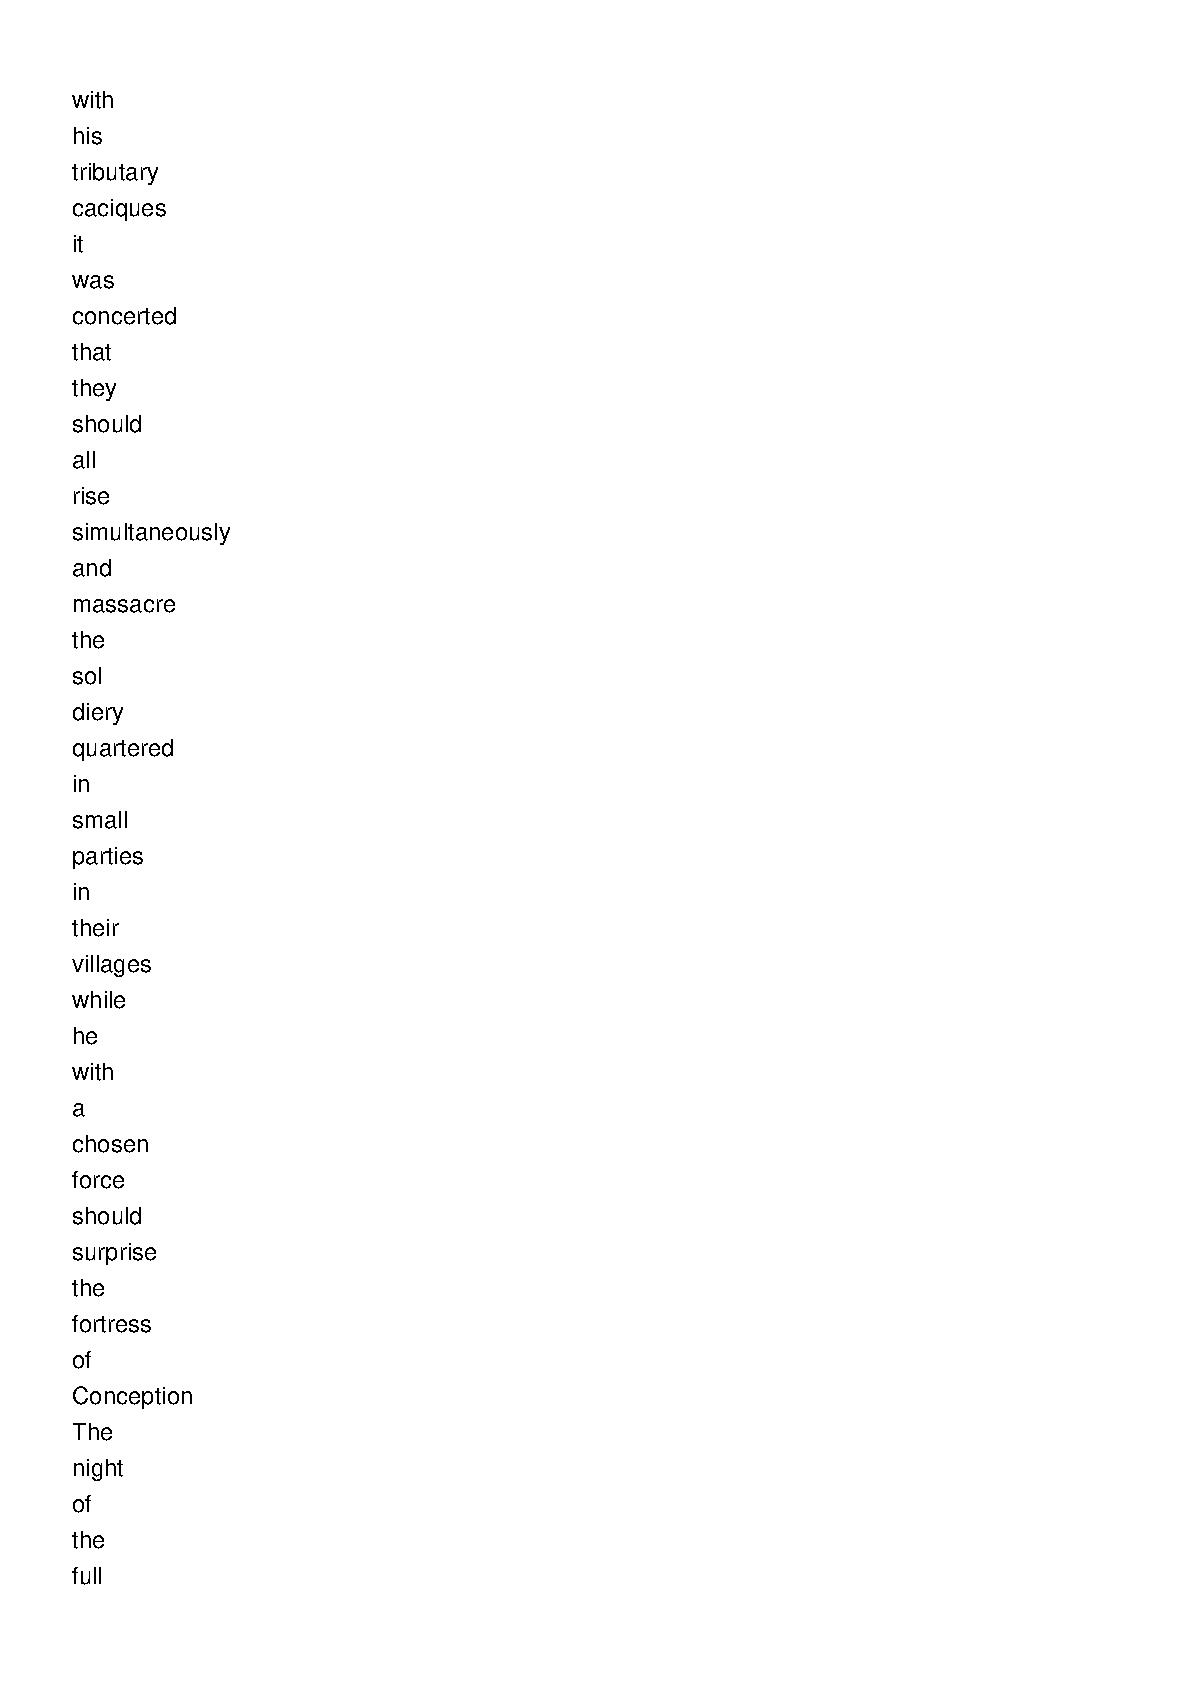 with
his
tributary
caciques
it
was
concerted
that
they
should
all
rise
simultaneously
and
massacre
the
sol
diery
quartered
in
small
parties
in
their
villages
while
he
with
a
chosen
force
should
surprise
the
fortress
of
Conception
The
night
of
the
full